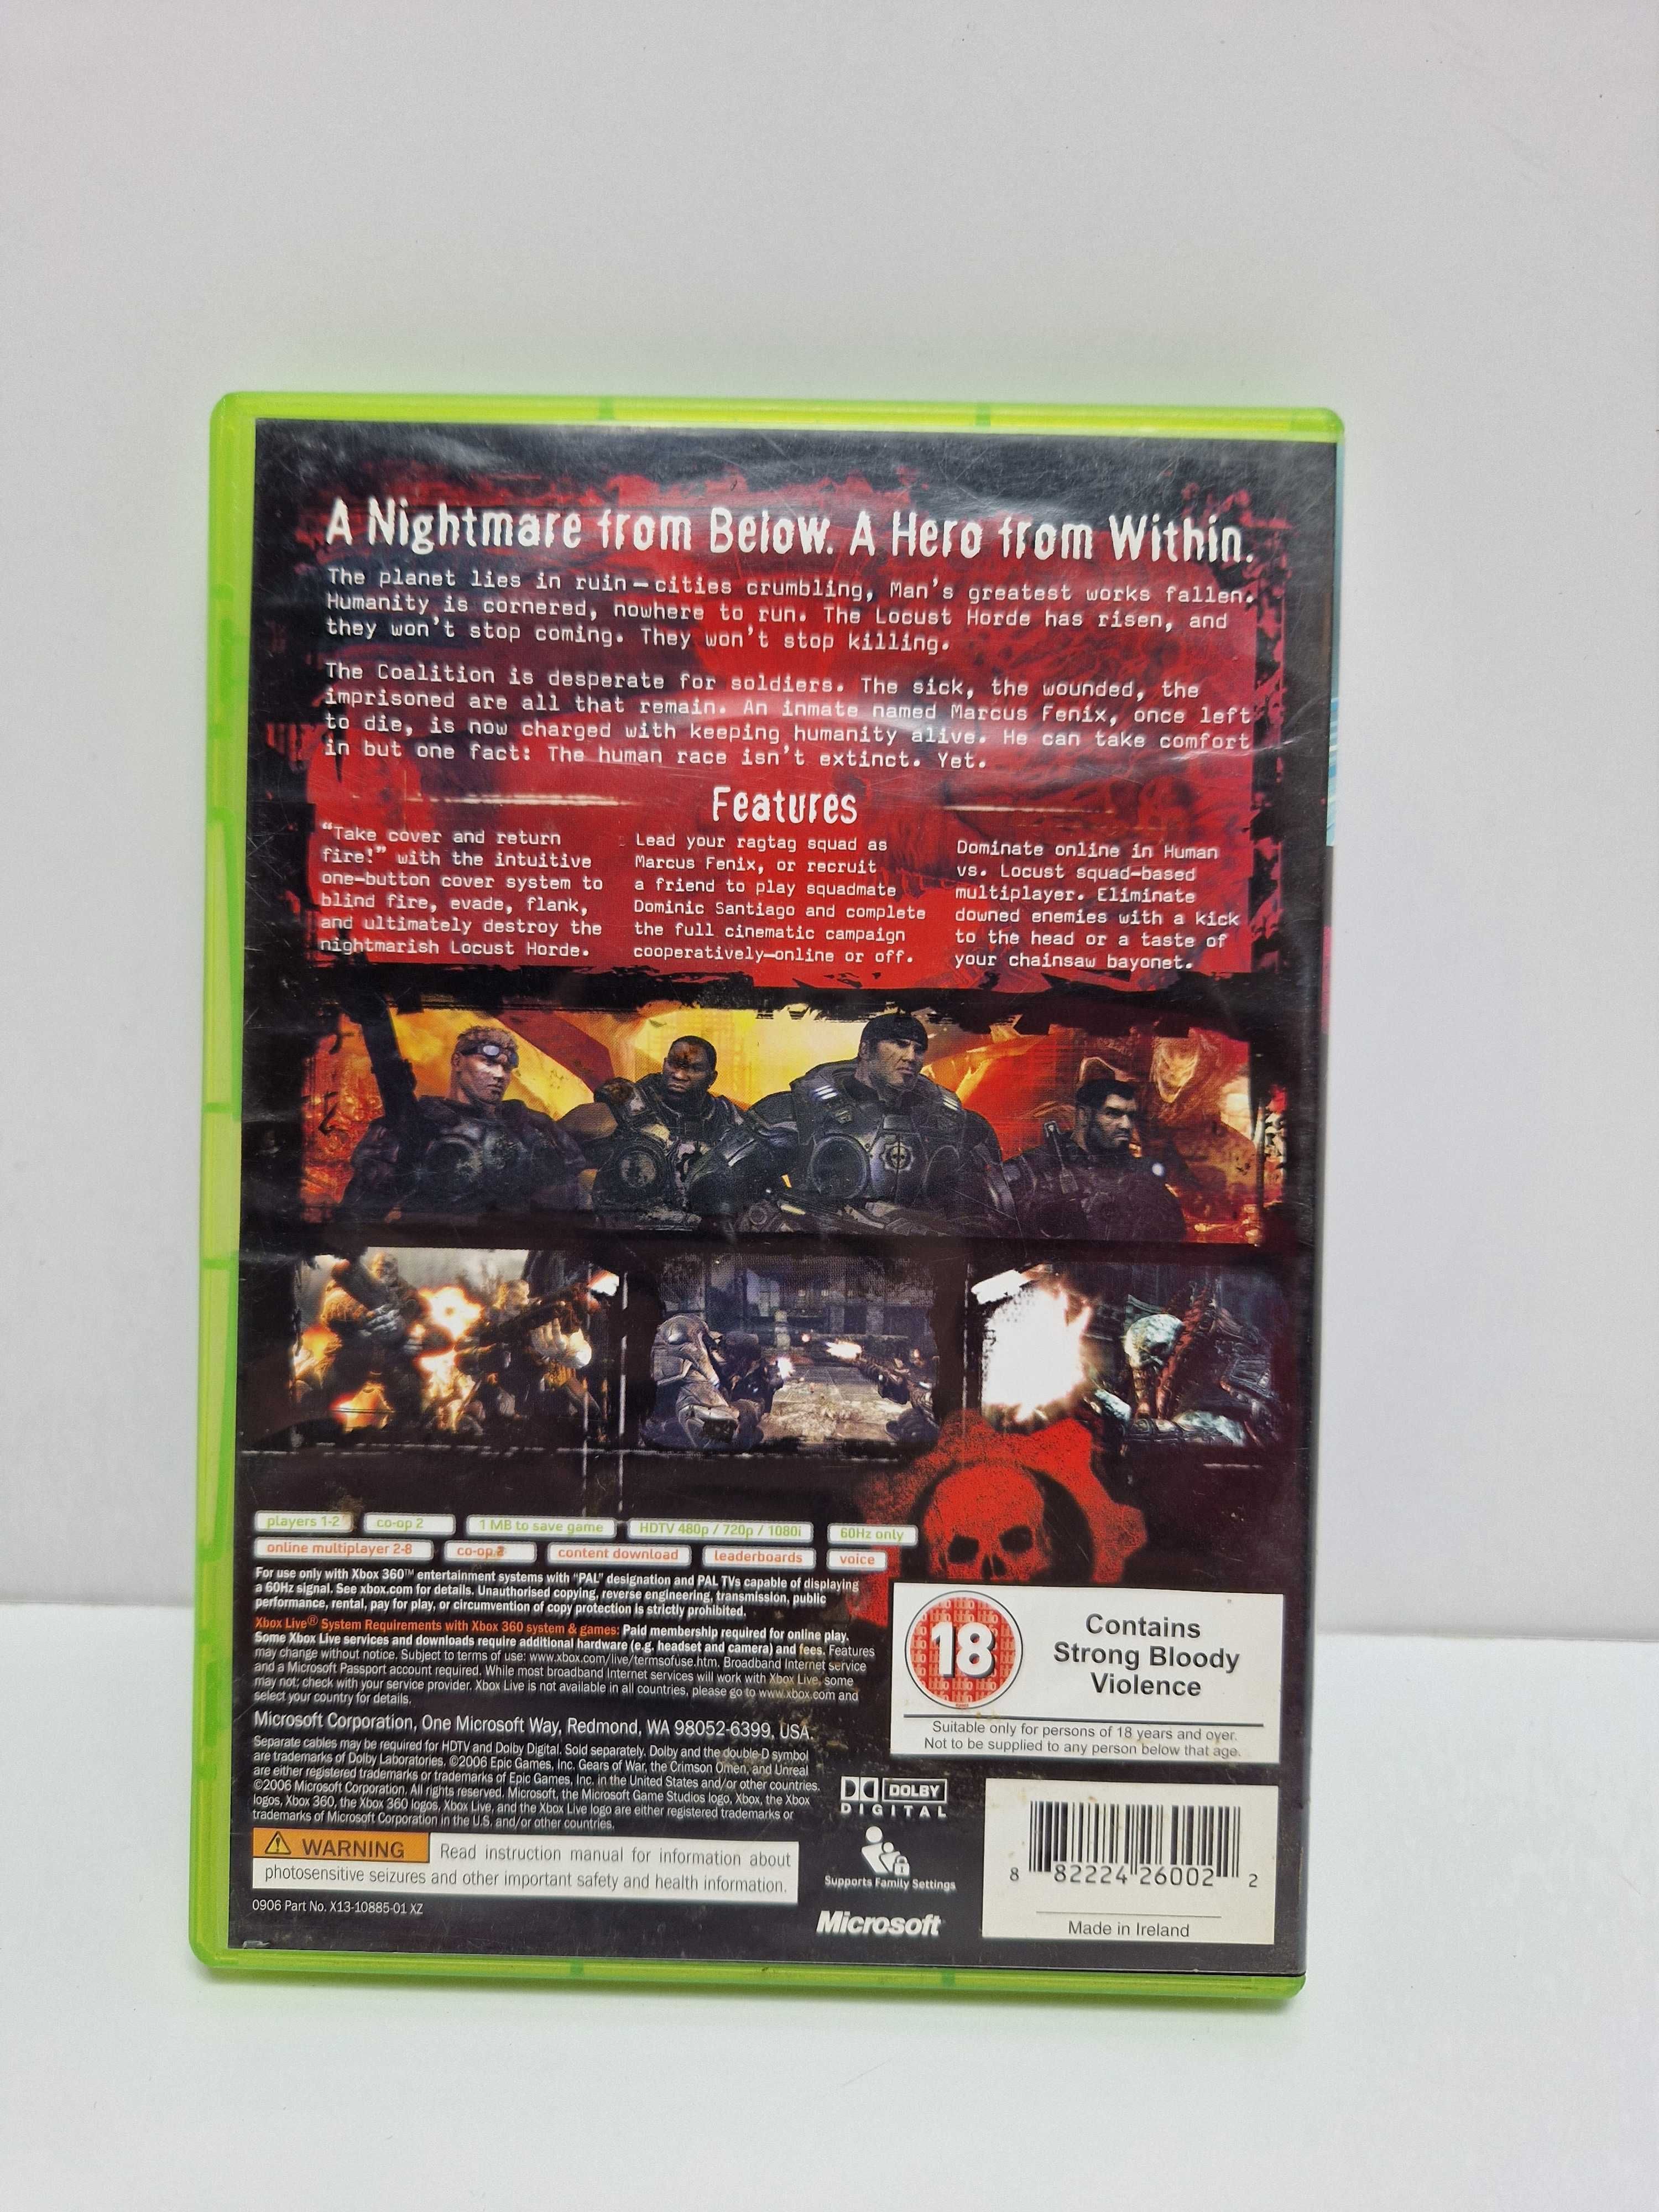 A Nightmare from Below. A Hero from Within.
The planet lies in ruin—cities crumbling, Man's greatest works fallen.
Humanity is cornered, nowhere to run. The Locust Horde has risen, and
they won't stop coming. They won't stop killing.
The Coalition is desperate for soldiers. The sick, the wounded, the
imprisoned are all that remain. An inmate named Marcus Fenix, once left
to die, is now charged with keeping humanity alive. He can take comfort
in but one fact: The human race isn't extinct. Yet.
Features
"Take cover and return
fire!" with the intuitive
one-button cover system to
blind fire, evade, flank,
and ultimately destroy the
nightmarish Locust Horde.
Lead your ragtag squad as
Marcus Fenix, or recruit
a friend to play squadmate
Dominic Santiago and complete
the full cinematic campaign
cooperatively—online or off.
Dominate online in Human
vs. Locust squad-based
multiplayer. Eliminate
downed enemies with a kick
to the head or a taste of
your chainsaw bayonet.
players 1-2 co-op 2 1 MB to save game HDTV 480p / 720p / 1080i 60Hz only
online multiplayer 2-8 co-op 2 content download leaderboards voice
For use only with Xbox 360™ entertainment systems with "PAL" designation and PAL TVs capable of displaying
a 60Hz signal. See xbox.com for details. Unauthorised copying, reverse engineering, transmission, public
performance, rental, pay for play, or circumvention of copy protection is strictly prohibited.
Xbox Live® System Requirements with Xbox 360 system & games: Paid membership required for online play.
Some Xbox Live services and downloads require additional hardware (e.g. headset and camera) and fees. Features
may change without notice. Subject to terms of use: www.xbox.com/live/termsofuse.htm. Broadband Internet service
and a Microsoft Passport account required. While most broadband Internet services will work with Xbox Live, some
may not; check with your service provider. Xbox Live is not available in all countries, please go to www.xbox.com and
select your country for details.
Microsoft Corporation, One Microsoft Way, Redmond, WA 98052-6399, USA.
Separate cables may be required for HDTV and Dolby Digital. Sold separately. Dolby and the double-D symbol
are trademarks of Dolby Laboratories. ©2006 Epic Games, Inc. Gears of War, the Crimson Omen, and Unreal
are either registered trademarks or trademarks of Epic Games, Inc. in the United States and/or other countries.
©2006 Microsoft Corporation. All rights reserved. Microsoft, the Microsoft Game Studios logo, Xbox, the Xbox
logos, Xbox 360, the Xbox 360 logos, Xbox Live, and the Xbox Live logo are either registered trademarks or
trademarks of Microsoft Corporation in the U.S. and/or other countries.
WARNING Read instruction manual for information about
photosensitive seizures and other important safety and health information.
0906 Part No. X13-10885-01 XZ
18
Contains
Strong Bloody
Violence
Suitable only for persons of 18 years and over.
Not to be supplied to any person below that age.
DOLBY
DIGITAL
Supports Family Settings
Microsoft
8 82224 26002 2
Made in Ireland